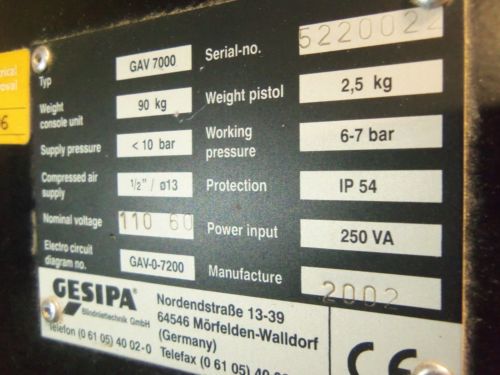 Typ GAV 7000 Serial-no. 5220022
Weight console unit 90 kg Weight pistol 2,5 kg
Supply pressure < 10 bar Working pressure 6-7 bar
Compressed air supply 1/2" / ø13 Protection IP 54
Nominal voltage 110 60 Power input 250 VA
Electro circuit diagram no. GAV-0-7200 Manufacture 2002
GESIPA®
Blindniettechnik GmbH
Nordendstraße 13-39
64546 Mörfelden-Walldorf
(Germany)
Telefon (0 61 05) 40 02-0 Telefax (0 61 05) 40
CE